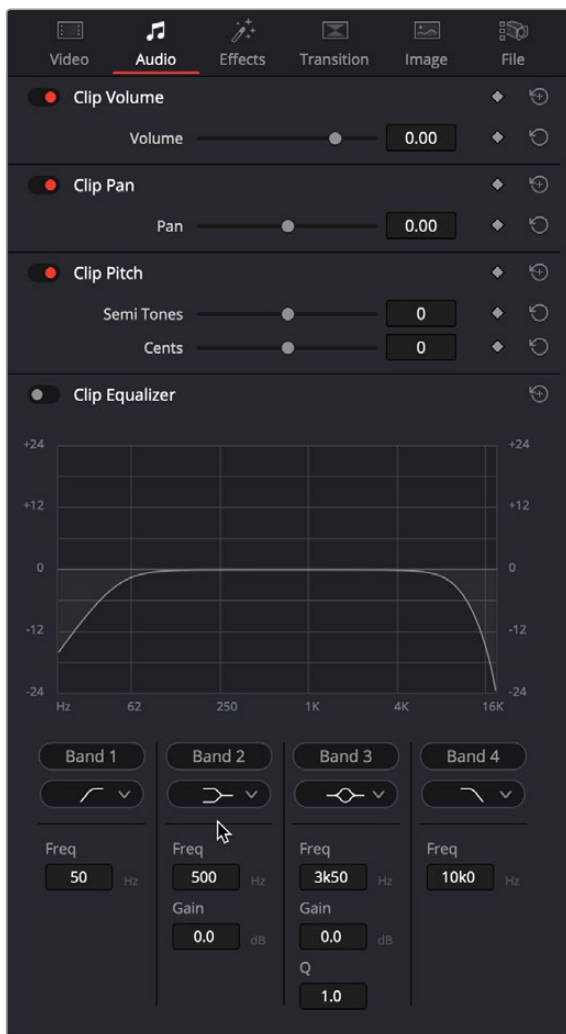 Video Audio Effects Transition Image File
Clip Volume
Volume 0.00
Clip Pan
Pan 0.00
Clip Pitch
Semi Tones 0
Cents 0
Clip Equalizer
+24 +24
+12 +12
0 0
-12 -12
-24 -24
Hz 62 250 1K 4K 16K
Band 1 Band 2 Band 3 Band 4
Freq Freq Freq Freq
50 Hz 500 Hz 3k50 Hz 10k0 Hz
Gain Gain
0.0 dB 0.0 dB
Q
1.0